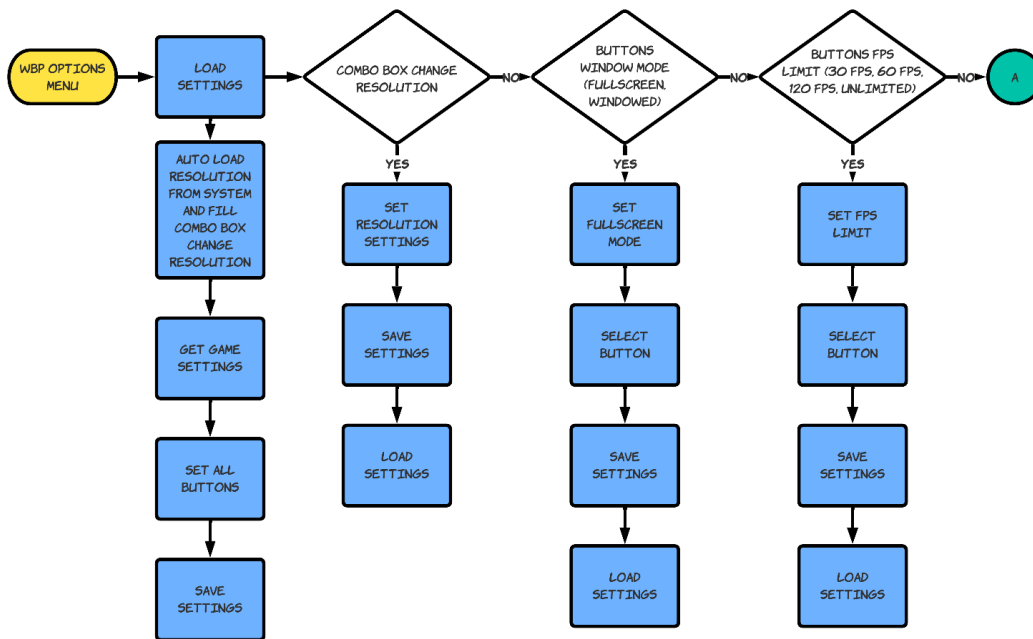 WBP OPTIONS
MENU
LOAD
SETTINGS
AUTO LOAD
RESOLUTION
FROM SYSTEM
AND FILL
COMBO BOX
CHANGE
RESOLUTION
GET GAME
SETTINGS
SET ALL
BUTTONS
SAVE
SETTINGS
COMBO BOX CHANGE
RESOLUTION
NO
YES
SET
RESOLUTION
SETTINGS
SAVE
SETTINGS
LOAD
SETTINGS
BUTTONS
WINDOW MODE
(FULLSCREEN,
WINDOWED)
NO
YES
SET
FULLSCREEN
MODE
SELECT
BUTTON
SAVE
SETTINGS
LOAD
SETTINGS
BUTTONS FPS
LIMIT (30 FPS, 60 FPS,
120 FPS, UNLIMITED)
NO
YES
SET FPS
LIMIT
SELECT
BUTTON
SAVE
SETTINGS
LOAD
SETTINGS
A